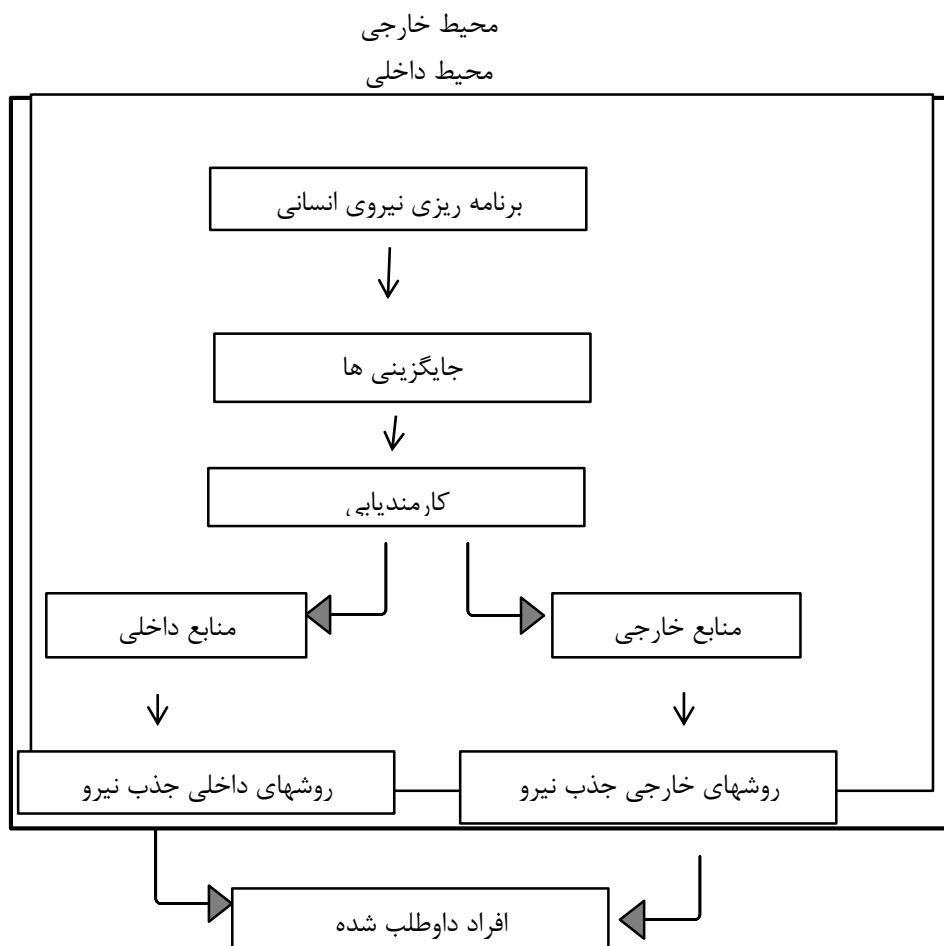 محیط خارجی
محیط داخلی
برنامه ریزی نیروی انسانی
جایگزینی ها
کارمندیابی
منابع خارجی
منابع داخلی
روشهای خارجی جذب نیرو
روشهای داخلی جذب نیرو
افراد داوطلب شده